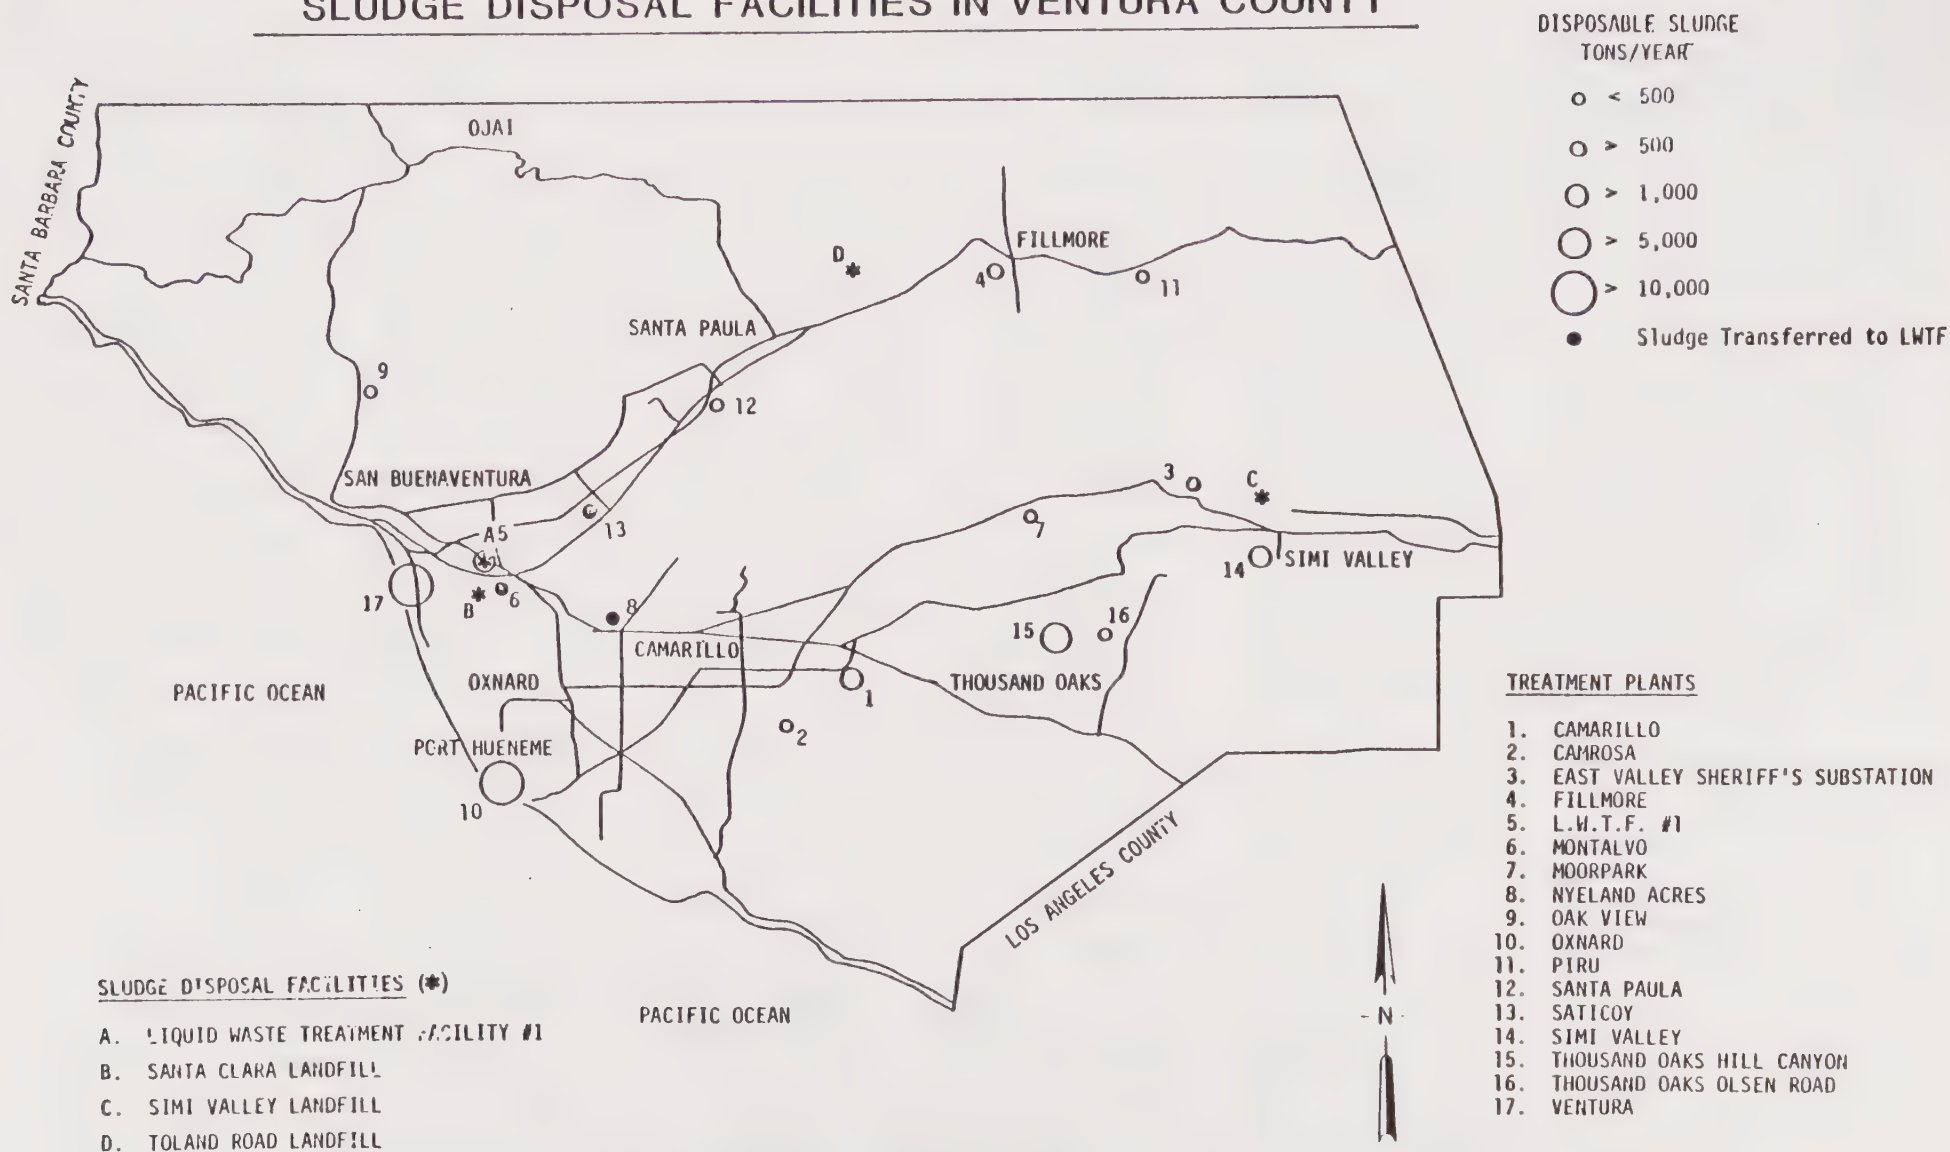 SLUDGE DISPOSAL FACILITIES IN VENTURA COUNTY
DISPOSABLE SLUDGE
TONS/YEAR
< 500
> 500
> 1,000
> 5,000
> 10,000
Sludge Transferred to LWTF
SANTA BARBARA COUNTY
OJAI
D *
FILLMORE
4
11
SANTA PAULA
9
12
SAN BUENAVENTURA
3
C *
7
A5
*
13
14
SIMI VALLEY
17
B *
6
8
15
16
CAMARILLO
PACIFIC OCEAN
OXNARD
1
THOUSAND OAKS
2
PORT HUENEME
10
LOS ANGELES COUNTY
PACIFIC OCEAN
- N -
SLUDGE DISPOSAL FACILITIES (*)
A. LIQUID WASTE TREATMENT FACILITY #1
B. SANTA CLARA LANDFILL
C. SIMI VALLEY LANDFILL
D. TOLAND ROAD LANDFILL
TREATMENT PLANTS
1. CAMARILLO
2. CAMROSA
3. EAST VALLEY SHERIFF'S SUBSTATION
4. FILLMORE
5. L.W.T.F. #1
6. MONTALVO
7. MOORPARK
8. NYELAND ACRES
9. OAK VIEW
10. OXNARD
11. PIRU
12. SANTA PAULA
13. SATICOY
14. SIMI VALLEY
15. THOUSAND OAKS HILL CANYON
16. THOUSAND OAKS OLSEN ROAD
17. VENTURA